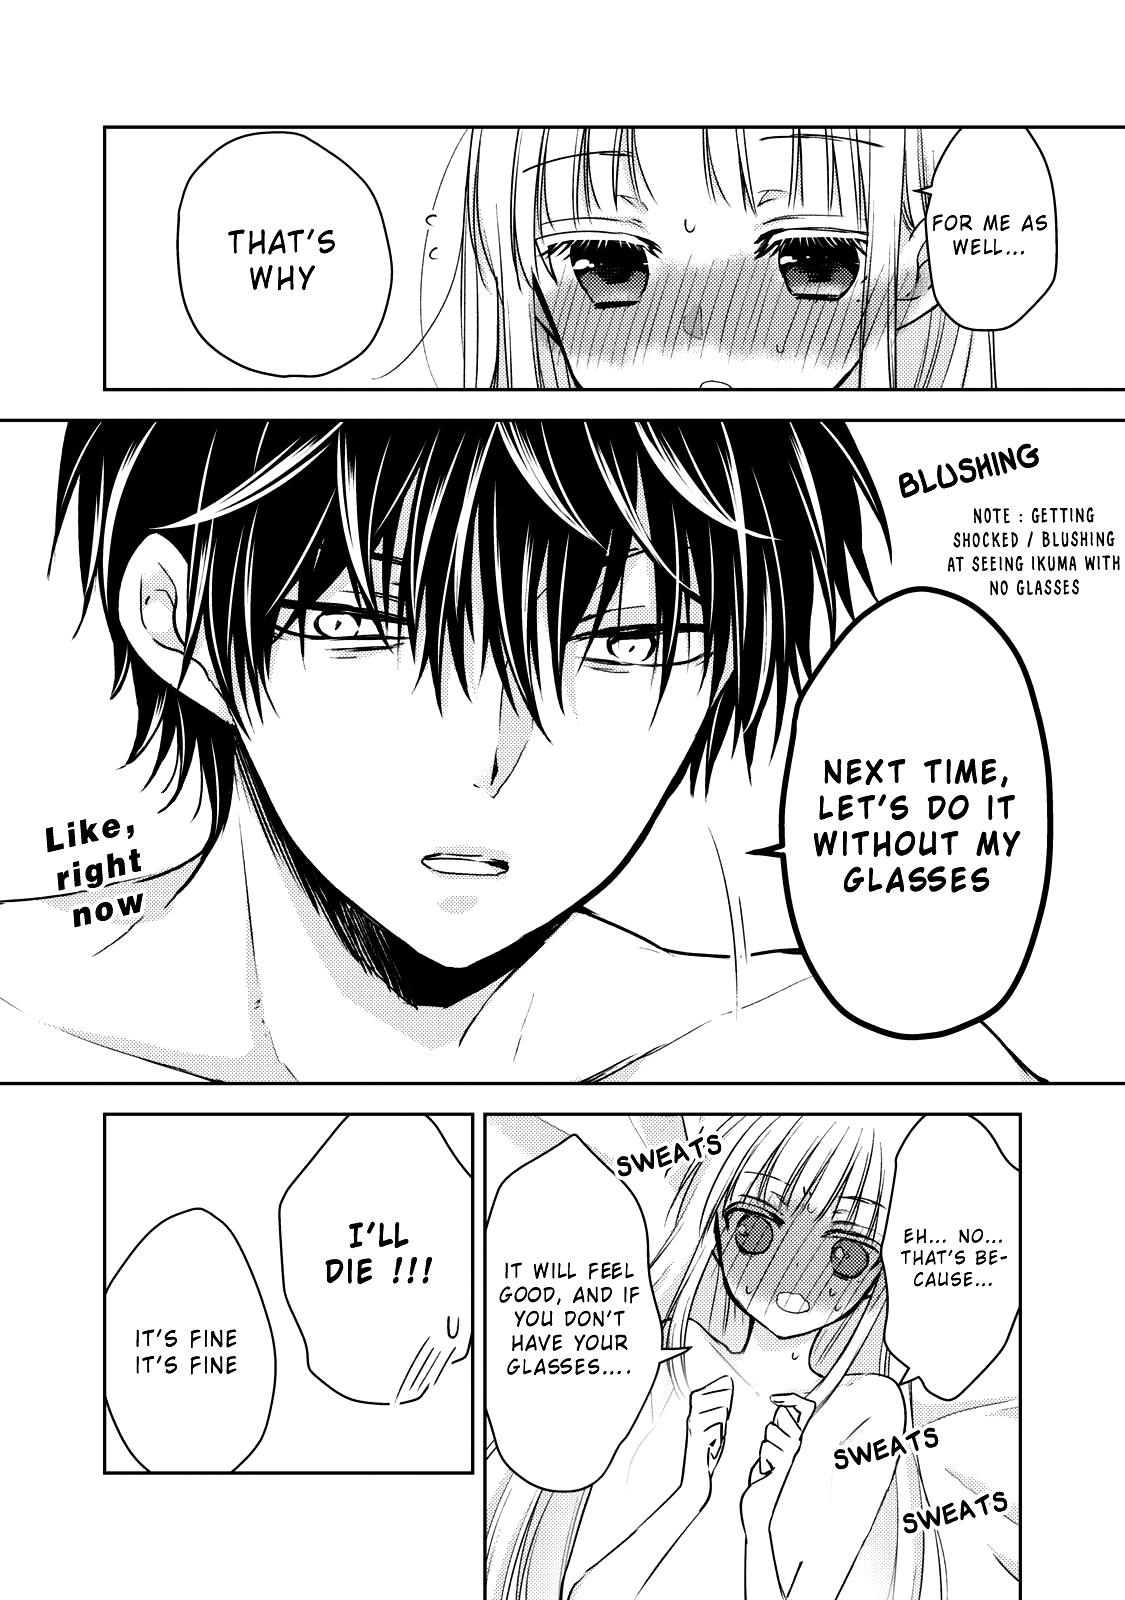 FOR ME AS
WELL...
THAT'S
WHY
BLUSHING
NOTE : GETTING
SHOCKED / BLUSHING
AT SEEING IKUMA WITH
NO GLASSES
NEXT TIME,
LET'S DO IT
WITHOUT MY
GLASSES
Like,
right
now
EH... NO...
THAT'S BE-
CAUSE...
SWEATS
IT WILL FEEL
GOOD, AND IF
YOU DON'T
HAVE YOUR
GLASSES....
SWEATS
SWEATS
I'LL
DIE !!!
IT'S FINE
IT'S FINE